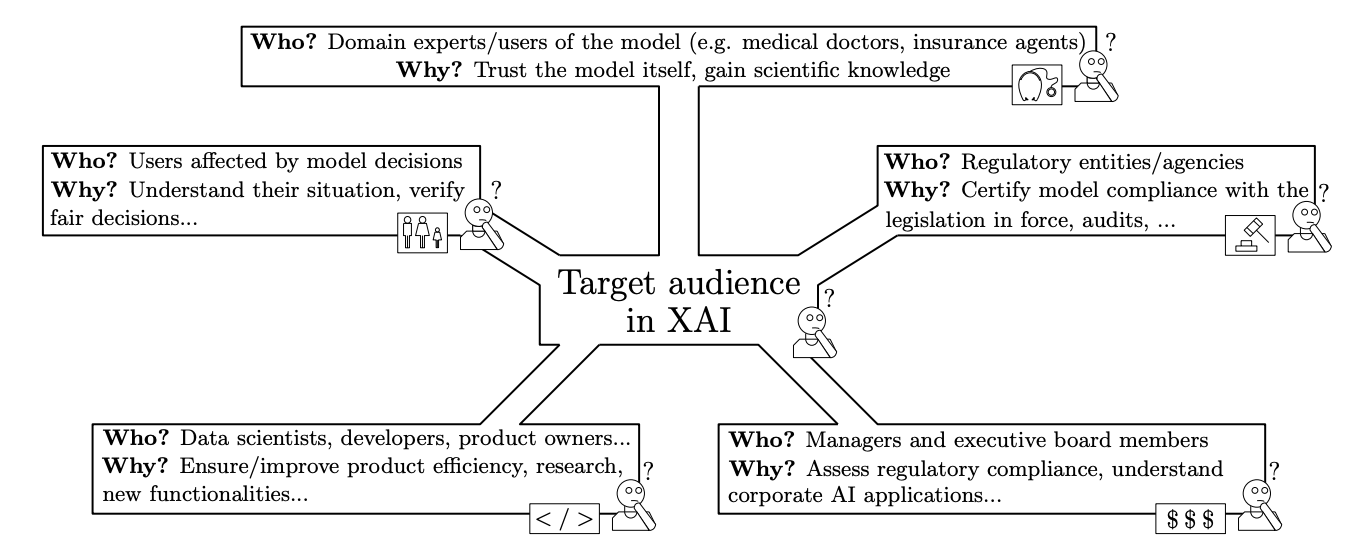 Who? Domain experts/users of the model (e.g. medical doctors, insurance agents)
Why? Trust the model itself, gain scientific knowledge
?
Who? Users affected by model decisions
Why? Understand their situation, verify
fair decisions...
?
Who? Regulatory entities/agencies
Why? Certify model compliance with the
legislation in force, audits, ...
?
Target audience
in XAI
?
Who? Data scientists, developers, product owners...
Why? Ensure/improve product efficiency, research,
new functionalities...
</>
?
Who? Managers and executive board members
Why? Assess regulatory compliance, understand
corporate AI applications...
$ $ $
?